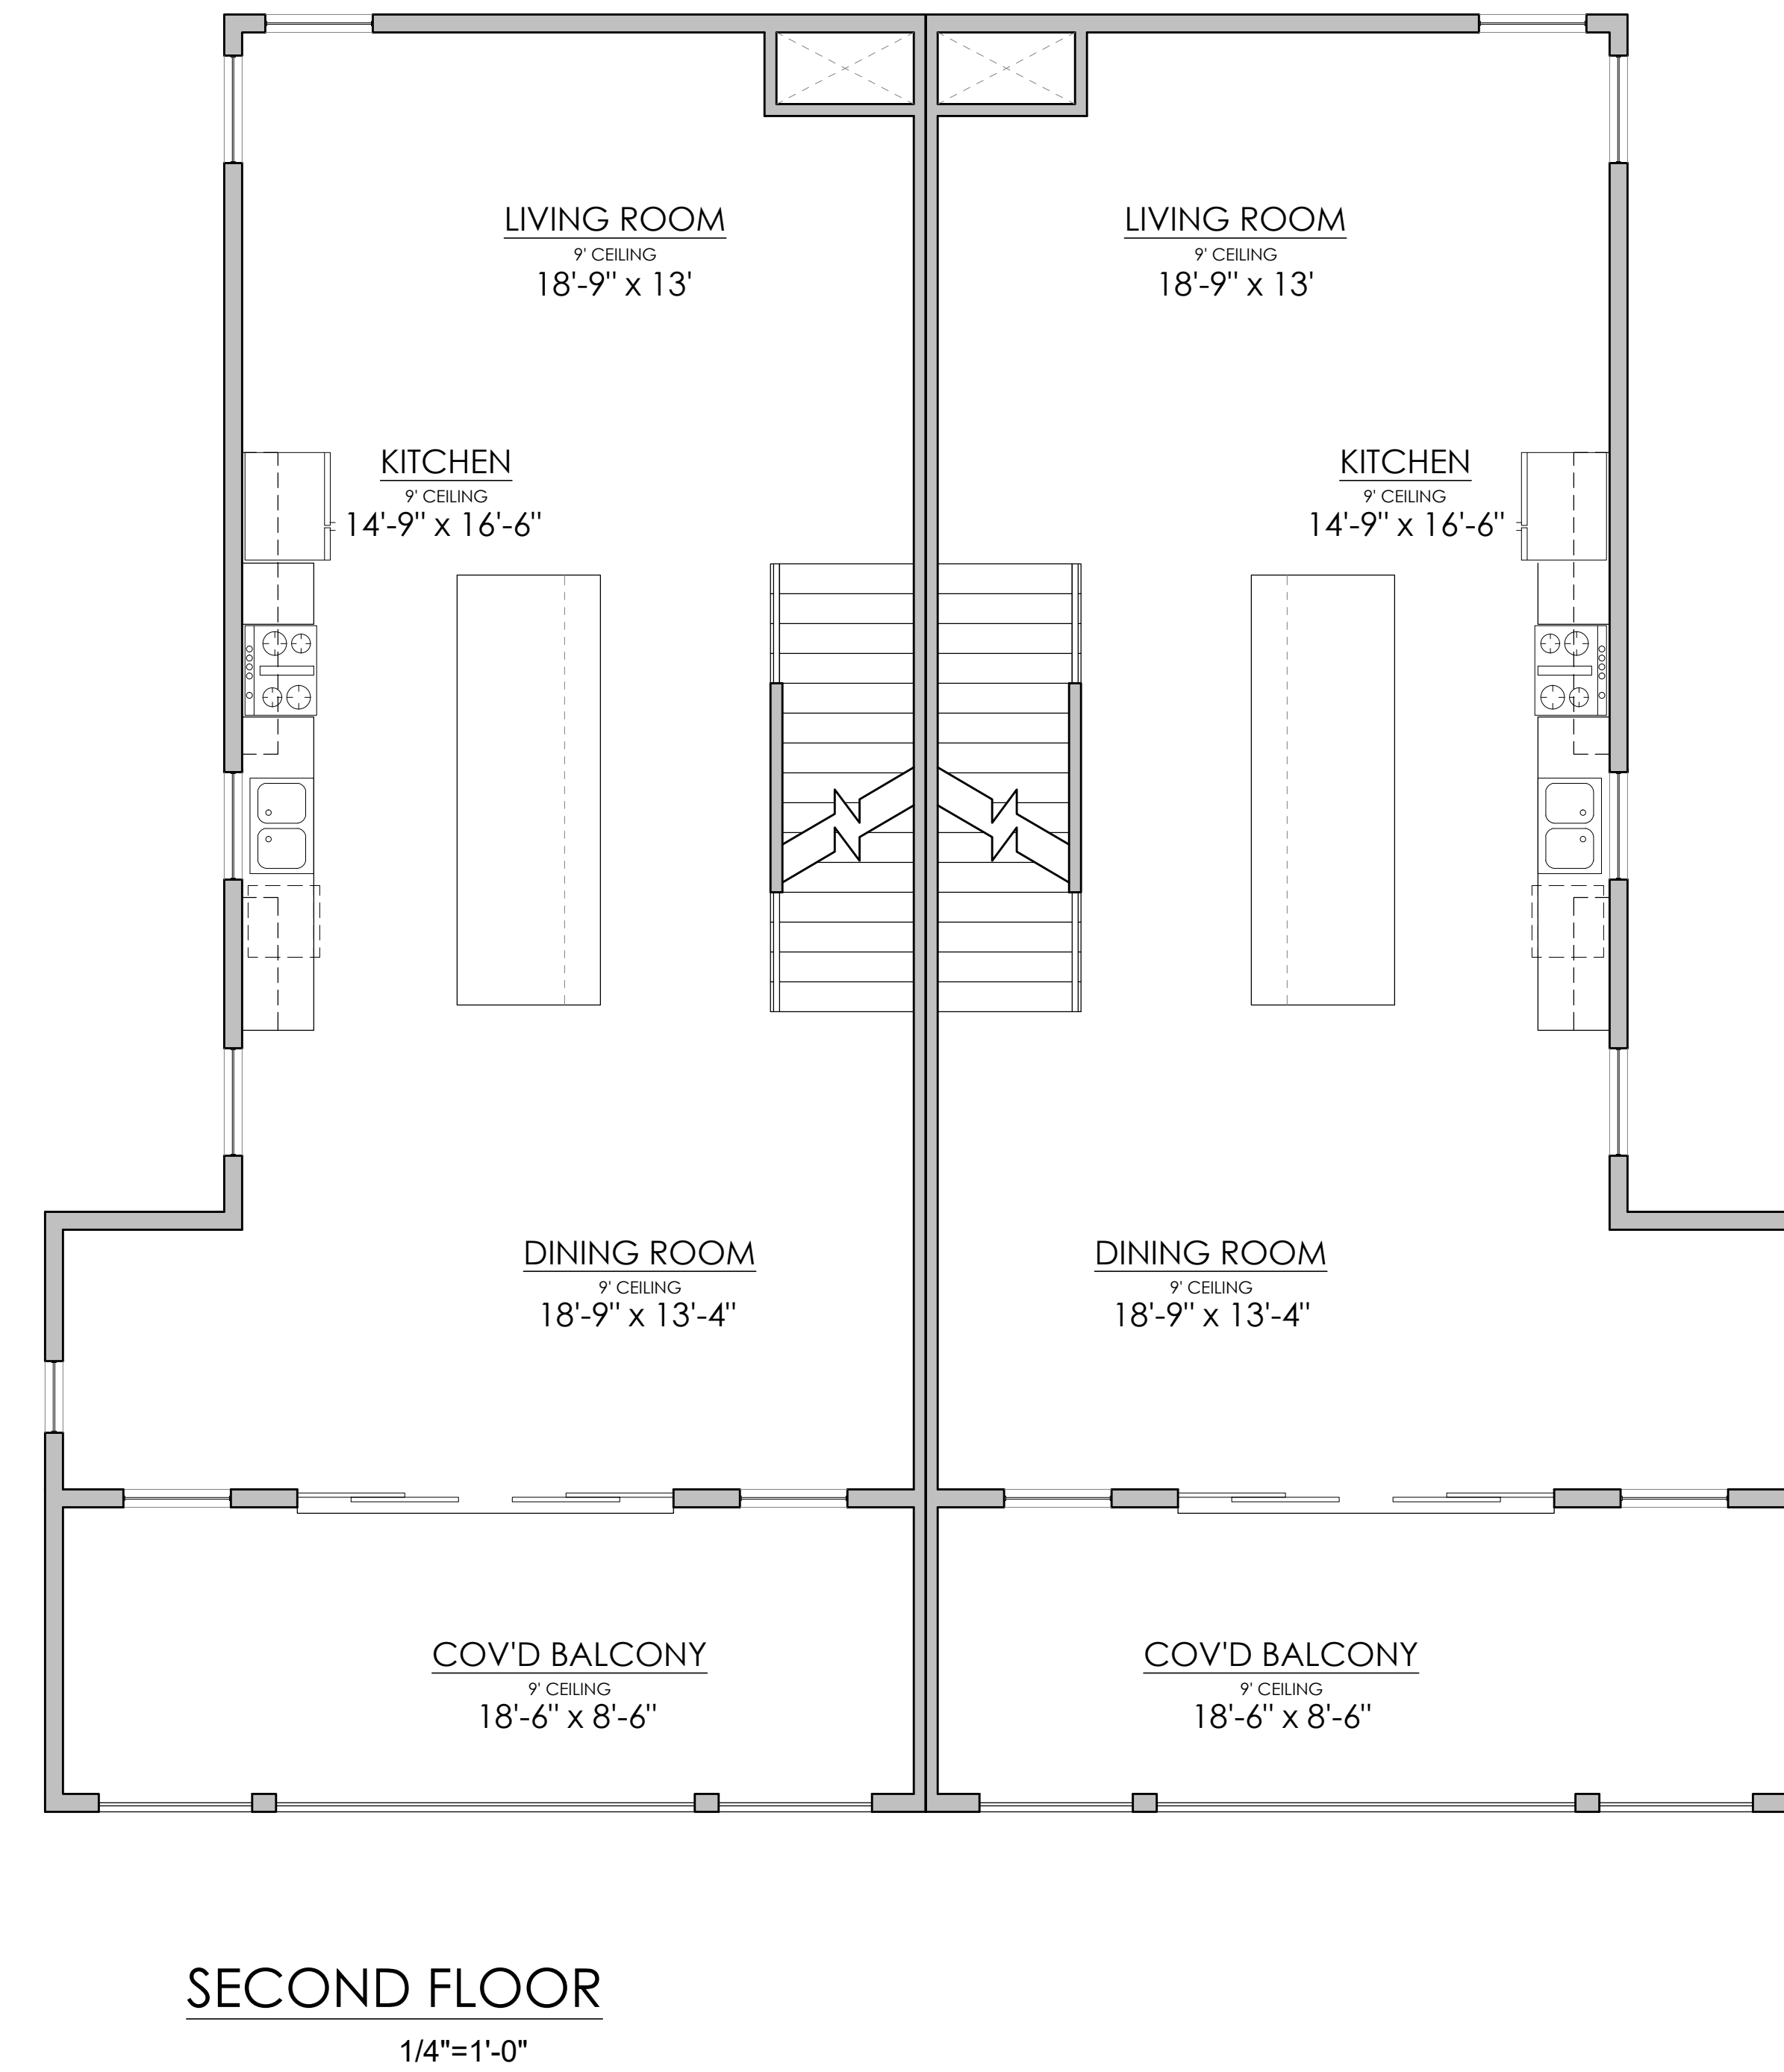 LIVING ROOM
9' CEILING
18'-9" x 13'
LIVING ROOM
9' CEILING
18'-9" x 13'
KITCHEN
9' CEILING
14'-9" x 16'-6"
KITCHEN
9' CEILING
14'-9" x 16'-6"
DINING ROOM
9' CEILING
18'-9" x 13'-4"
DINING ROOM
9' CEILING
18'-9" x 13'-4"
COV'D BALCONY
9' CEILING
18'-6" x 8'-6"
COV'D BALCONY
9' CEILING
18'-6" x 8'-6"
SECOND FLOOR
1/4"=1'-0"